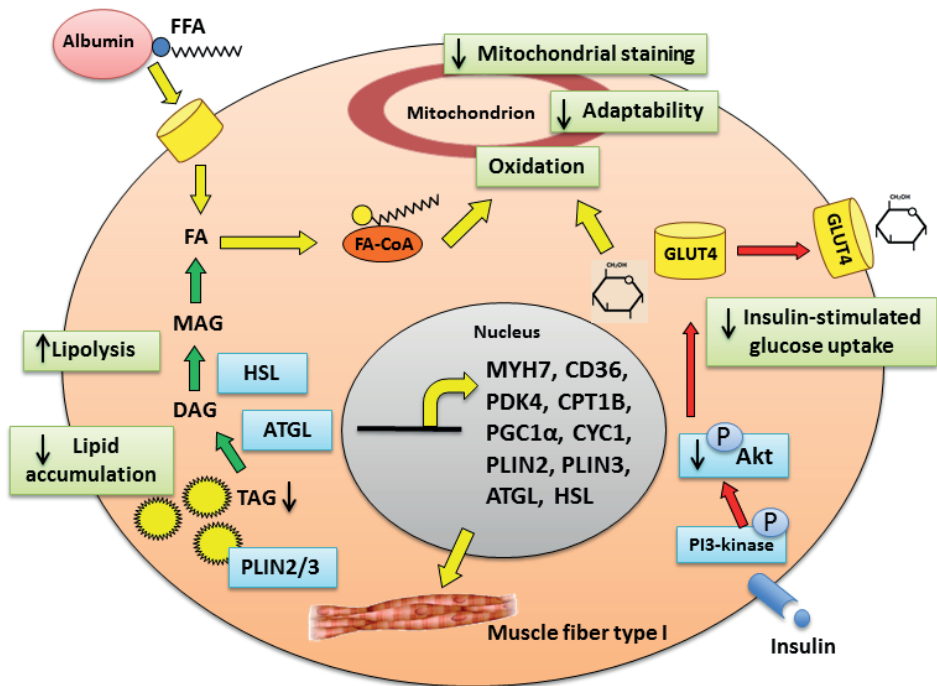 FFA
Albumin
↓ Mitochondrial staining
Mitochondrion
↓ Adaptability
Oxidation
FA
FA-CoA
GLUT4
GLUT4
CH₂OH
O
CH₂OH
O
MAG
↑ Lipolysis
HSL
DAG
ATGL
↓ Lipid
accumulation
TAG ↓
PLIN2/3
Nucleus
MYH7, CD36,
PDK4, CPT1B,
PGC1α, CYC1,
PLIN2, PLIN3,
ATGL, HSL
↓ Insulin-stimulated
glucose uptake
P
↓ Akt
P
PI3-kinase
Insulin
Muscle fiber type I